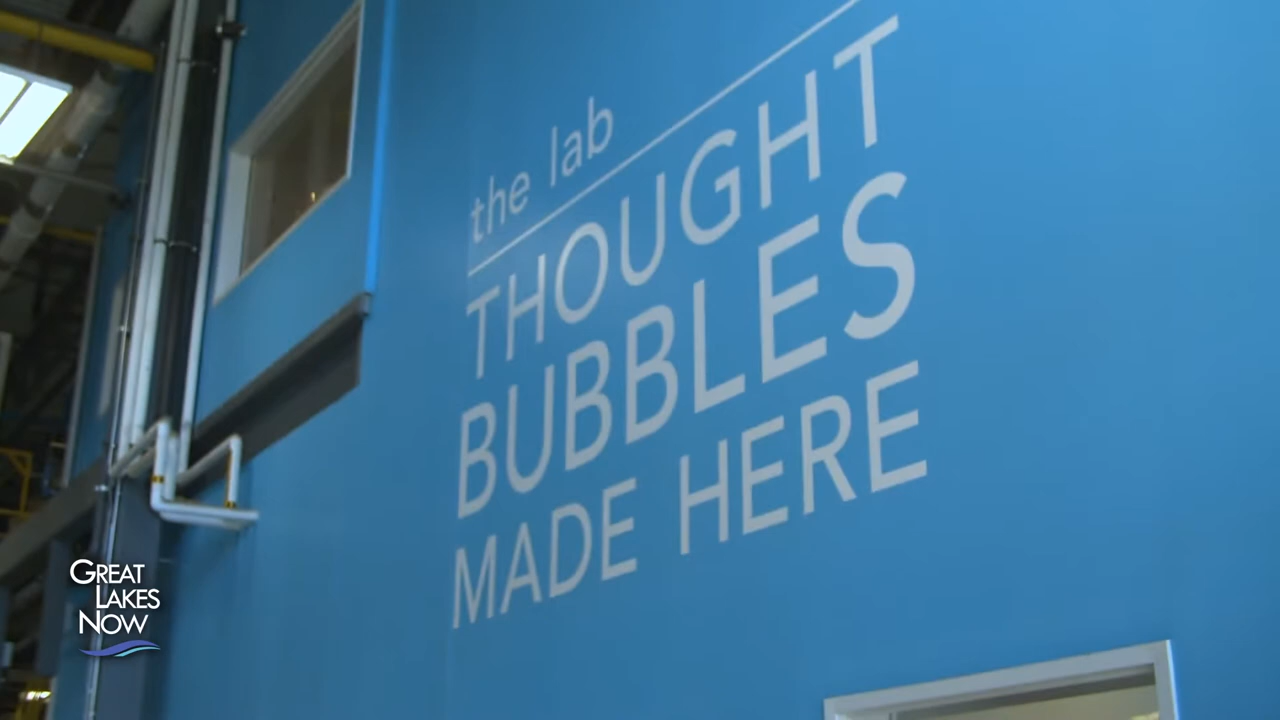 the lab
THOUGHT
BUBBLES
MADE HERE
GREAT
LAKES
NOW